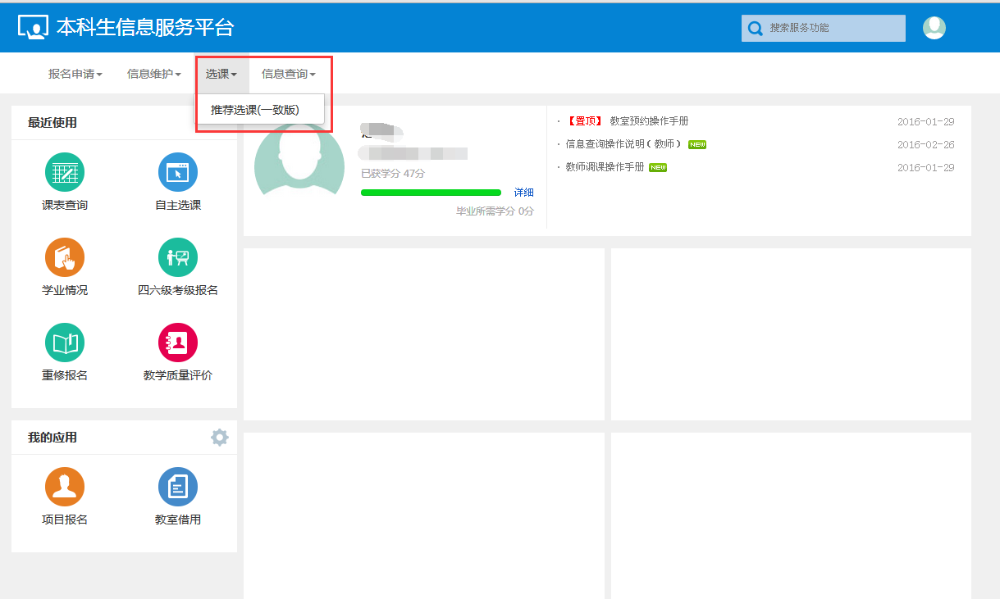 本科生信息服务平台
搜索服务功能
报名申请 信息维护 选课 信息查询
推荐选课(一致版)
最近使用
课表查询 自主选课
学业情况 四六级考级报名
重修报名 教学质量评价
我的应用
项目报名 教室借用
已获学分 47分
详细
毕业所需学分 0分
· 【置顶】 教室预约操作手册 2016-01-29
· 信息查询操作说明（教师） NEW 2016-02-26
· 教师调课操作手册 NEW 2016-01-29